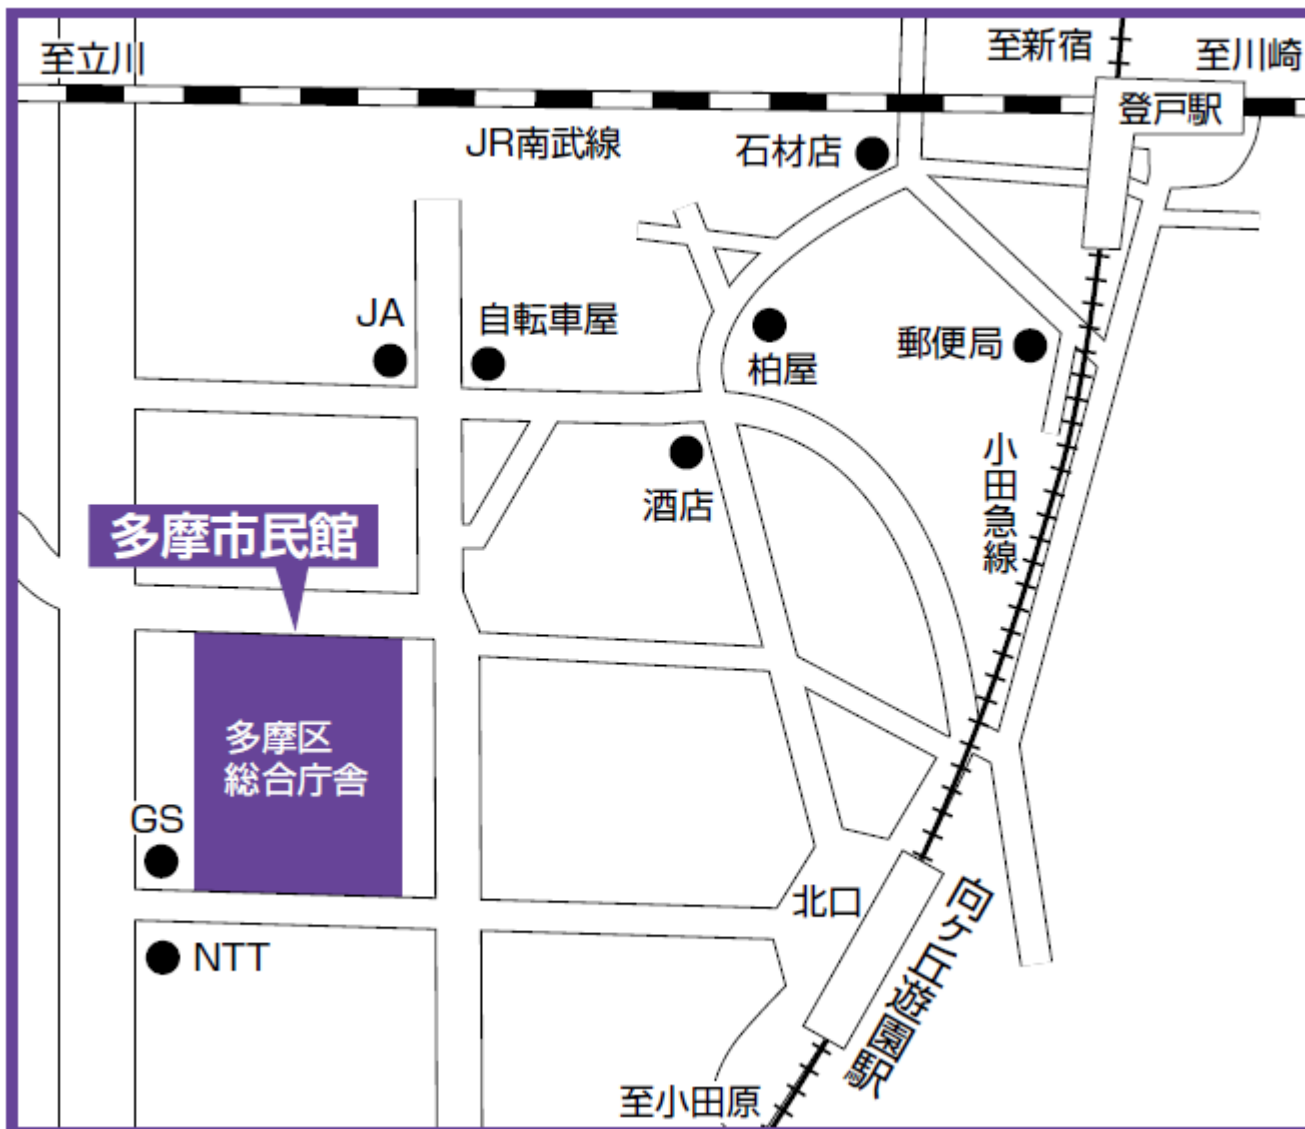 至立川
至新宿
至川崎
登戸駅
JR南武線
石材店
JA
自転車屋
柏屋
郵便局
小田急線
酒店
多摩市民館
多摩区
総合庁舎
GS
北口
向ヶ丘遊園駅
NTT
至小田原